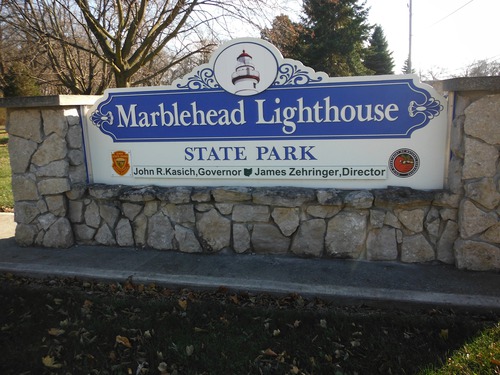 Marblehead Lighthouse
STATE PARK
John R.Kasich,Governor James Zehringer,Director